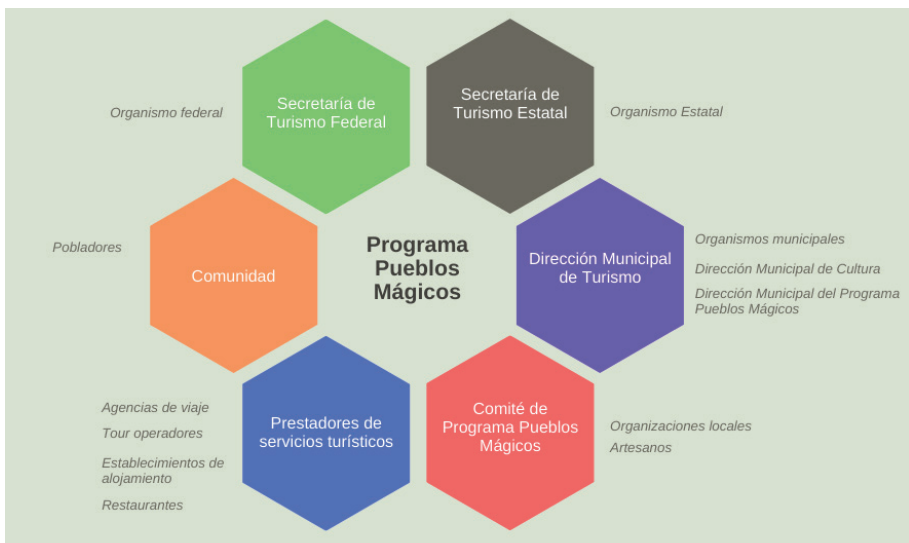 Secretaría de
Turismo Federal
Secretaría de
Turismo Estatal
Organismo federal
Organismo Estatal
Pobladores
Comunidad
Programa
Pueblos
Mágicos
Dirección Municipal
de Turismo
Organismos municipales
Dirección Municipal de Cultura
Dirección Municipal del Programa
Pueblos Mágicos
Agencias de viaje
Tour operadores
Establecimientos de
alojamiento
Restaurantes
Prestadores de
servicios turísticos
Comité de
Programa Pueblos
Mágicos
Organizaciones locales
Artesanos